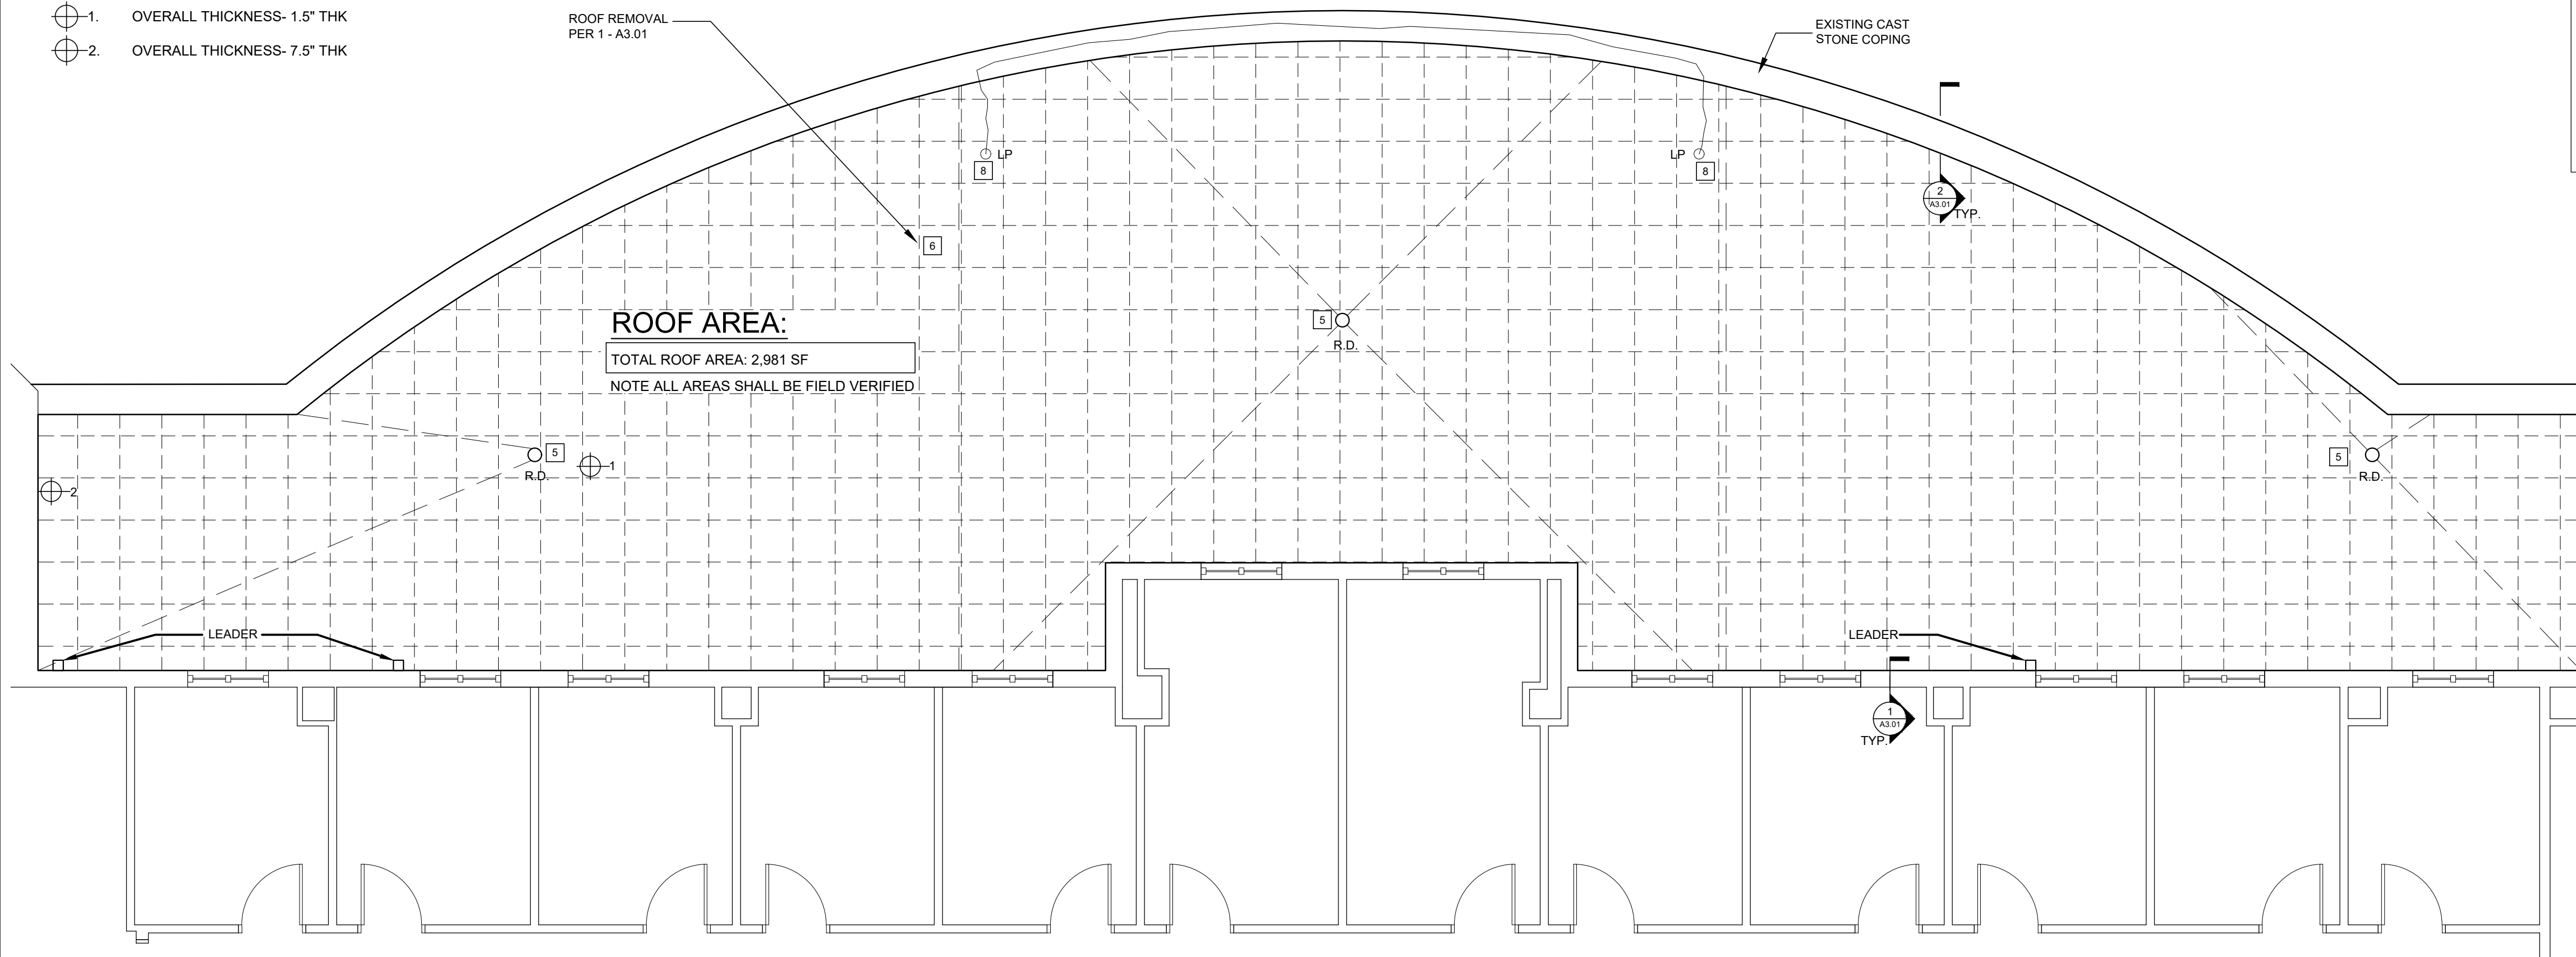 1. OVERALL THICKNESS- 1.5" THK
2. OVERALL THICKNESS- 7.5" THK
ROOF REMOVAL
PER 1 - A3.01
EXISTING CAST
STONE COPING
LP
8
LP
8
2
A3.01
TYP.
6
ROOF AREA:
TOTAL ROOF AREA: 2,981 SF
NOTE ALL AREAS SHALL BE FIELD VERIFIED
5
R.D.
5
R.D.
1
2
5
R.D.
LEADER
LEADER
1
A3.01
TYP.